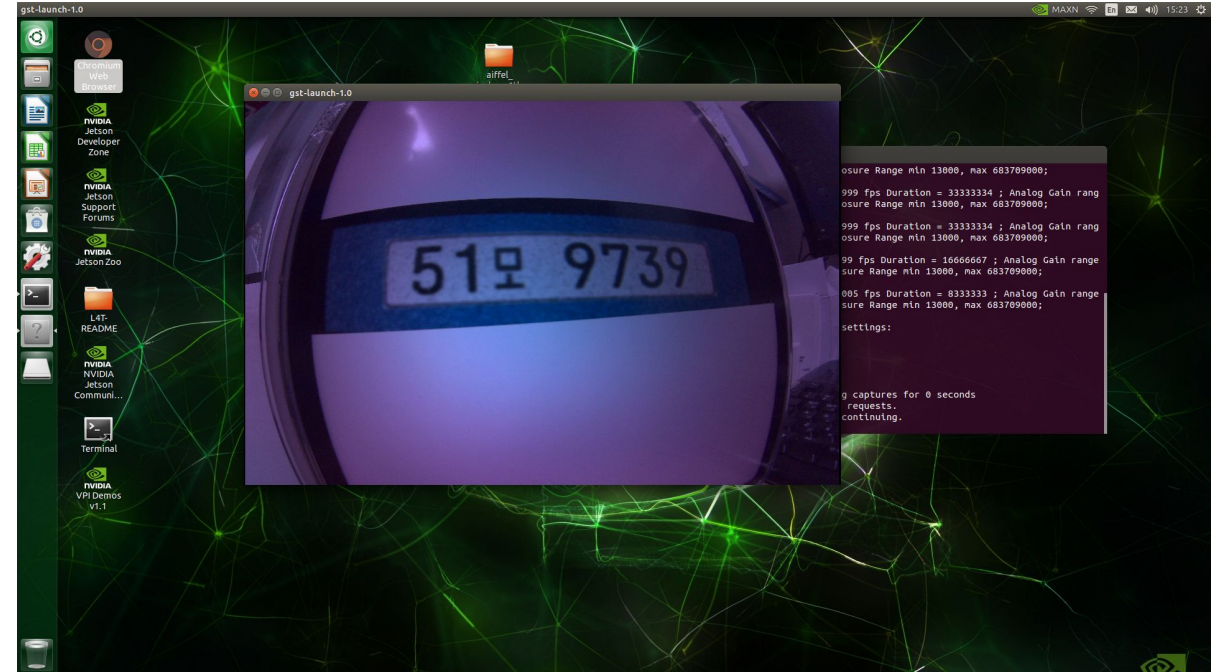 gst-launch-1.0
MAXN
En
15:23
Chromium
Web
Browser
NVIDIA
Jetson
Developer
Zone
NVIDIA
Jetson
Support
Forums
NVIDIA
Jetson Zoo
L4T-
README
NVIDIA
NVIDIA
Jetson
Communi...
Terminal
NVIDIA
VPI Demos
v1.1
aiffel_
gst-launch-1.0
51모 9739
osure Range min 13000, max 683709000;
999 fps Duration = 33333334 ; Analog Gain rang
osure Range min 13000, max 683709000;
999 fps Duration = 33333334 ; Analog Gain rang
osure Range min 13000, max 683709000;
99 fps Duration = 16666667 ; Analog Gain range
sure Range min 13000, max 683709000;
005 fps Duration = 8333333 ; Analog Gain range
sure Range min 13000, max 683709000;
settings:
g captures for 0 seconds
requests.
continuing.